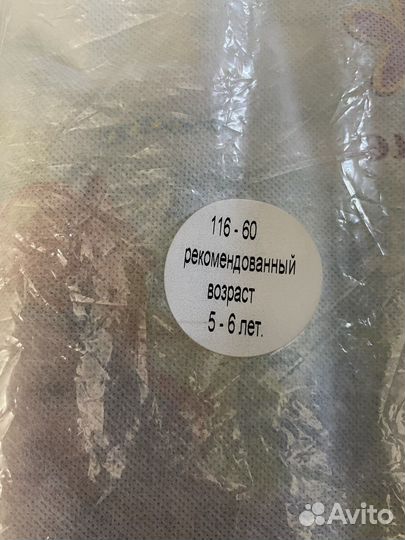 116 - 60
рекомендованный
возраст
5 - 6 лет.
Avito